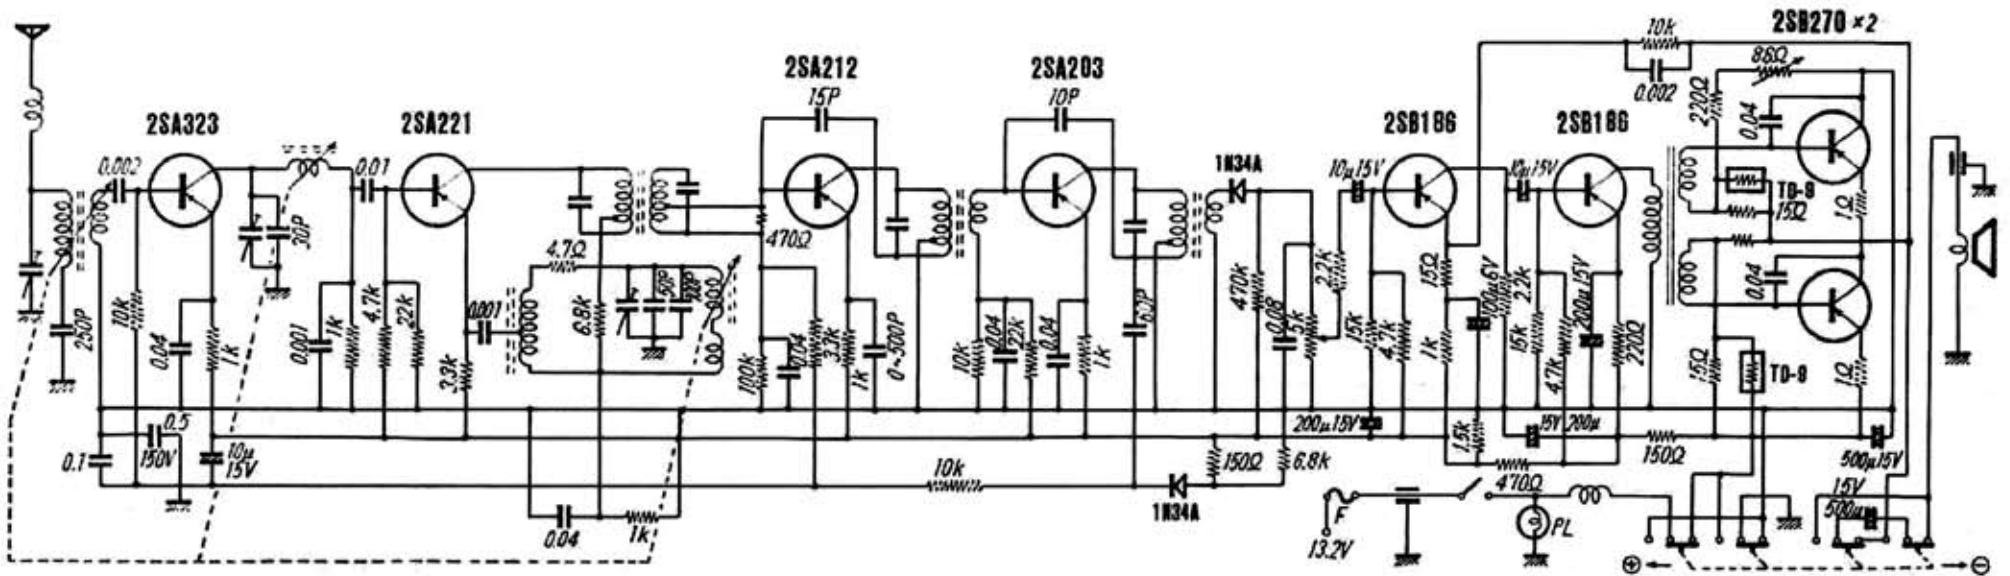 2SB270 ×2
10k
88Ω
2SA212
2SA203
15P
10P
0.002
220Ω
0.04
2SA323
2SA221
2SB186
2SB186
1N34A
0.002
0.01
10μ15V
10μ15V
TD-9
15Ω
1Ω
30P
470Ω
4.7Ω
2.2k
15Ω
100μ6V
2.2k
200μ15V
0.04
250P
10k
0.04
1k
0.001
1k
4.7k
22k
3.3k
0.001
6.8k
50P
100k
0.04
3.3k
1k
0~500P
10k
0.04
22k
0.04
1k
60P
470k
0.08
5k
15k
4.7k
1k
15k
4.7k
220Ω
15Ω
TD-9
1Ω
0.5
150V
0.1
10μ
15V
200μ15V
1.5k
15V 200μ
150Ω
500μ15V
10k
150Ω
6.8k
470Ω
15V
500μ
1N34A
F
PL
0.04
1k
13.2V
⊕
⊖